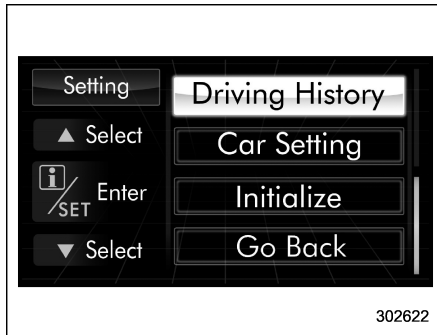 Setting
▲ Select
i/SET Enter
▼ Select
Driving History
Car Setting
Initialize
Go Back
302622